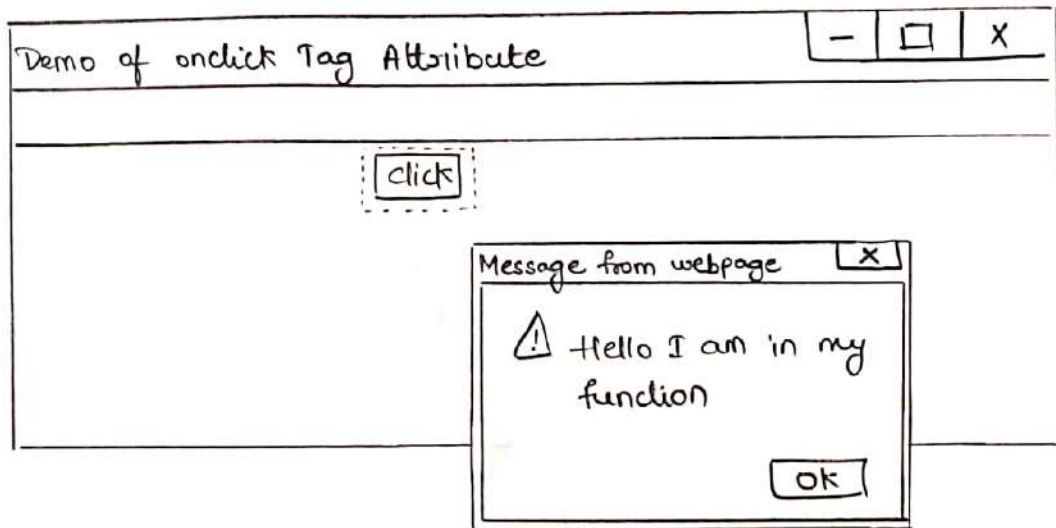 Demo of onclick Tag Attribute
click
Message from webpage
Hello I am in my
function
OK